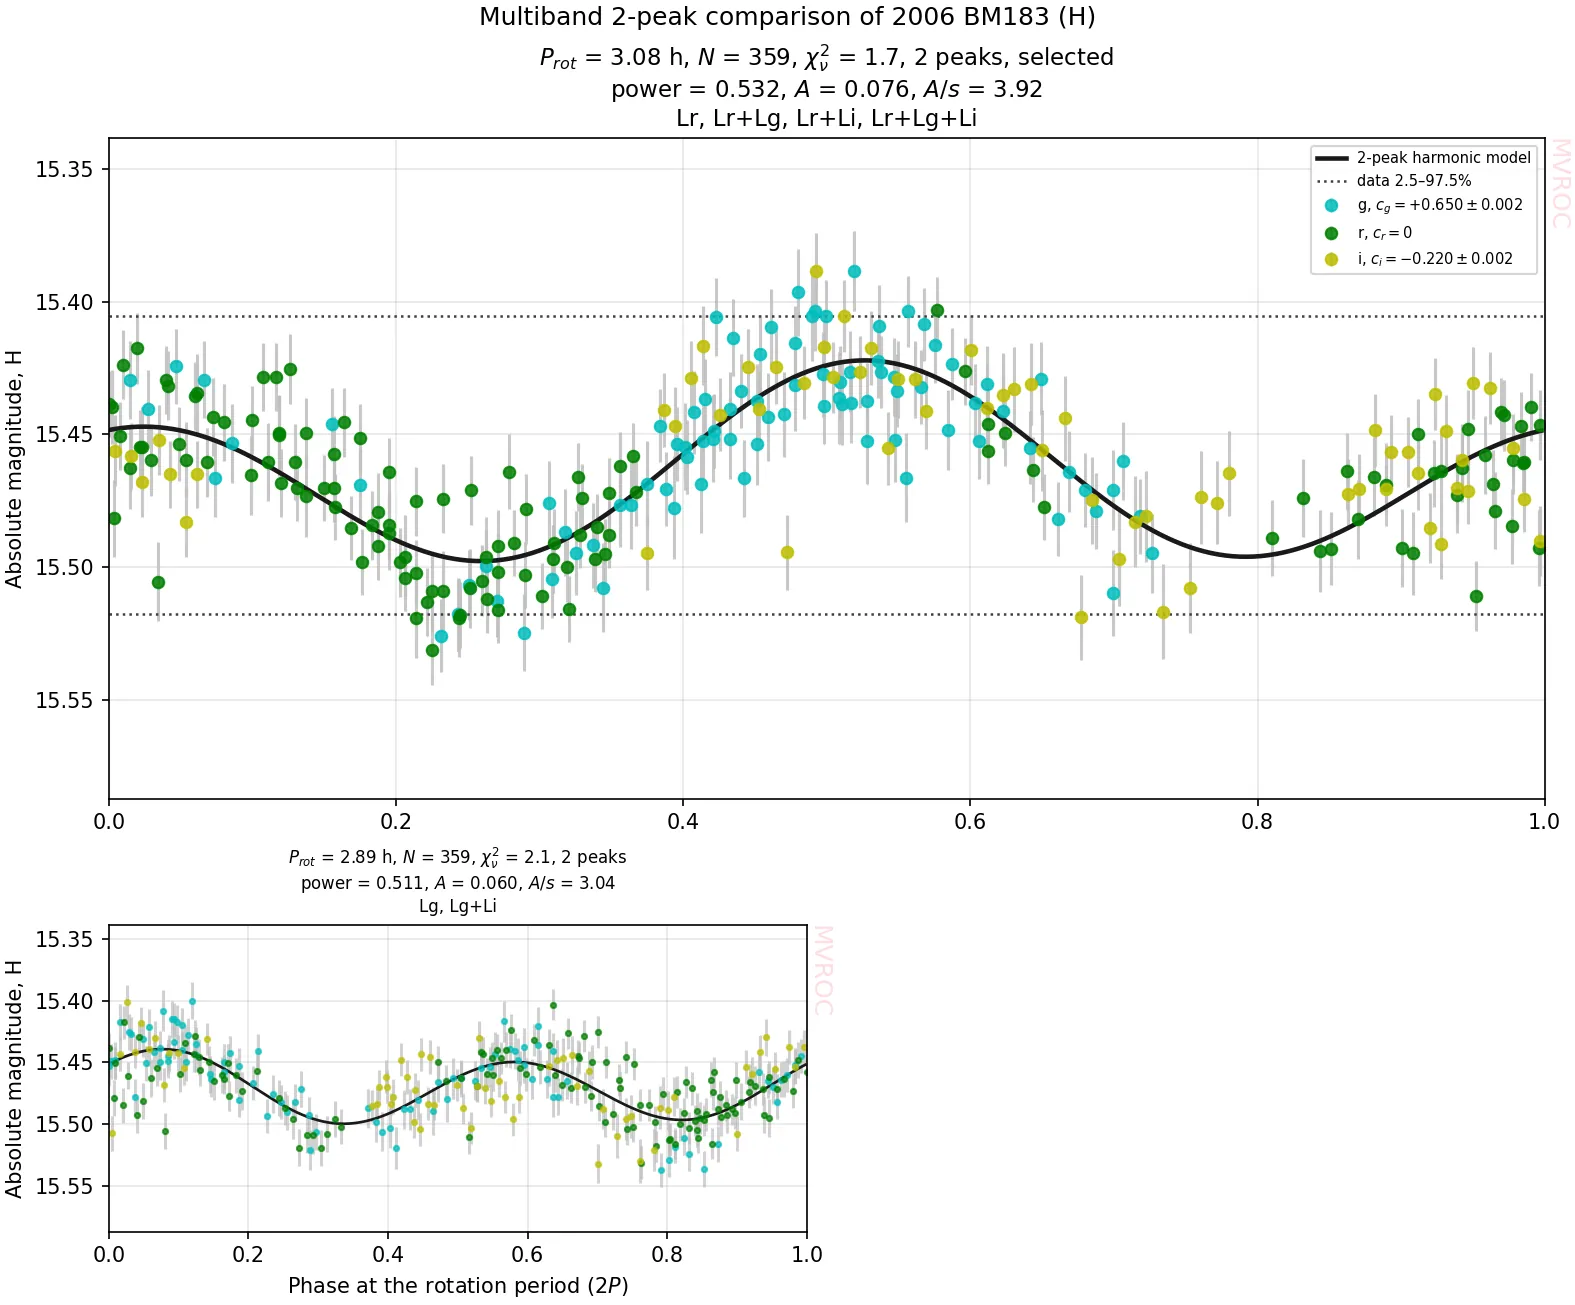 Multiband 2-peak comparison of 2006 BM183 (H)
P_rot = 3.08 h, N = 359, χ²_ν = 1.7, 2 peaks, selected
power = 0.532, A = 0.076, A/s = 3.92
Lr, Lr+Lg, Lr+Li, Lr+Lg+Li
MVROC
2-peak harmonic model
data 2.5–97.5%
g, c_g = +0.650 ± 0.002
r, c_r = 0
i, c_i = −0.220 ± 0.002
Absolute magnitude, H
15.35
15.40
15.45
15.50
15.55
0.0 0.2 0.4 0.6 0.8 1.0
P_rot = 2.89 h, N = 359, χ²_ν = 2.1, 2 peaks
power = 0.511, A = 0.060, A/s = 3.04
Lg, Lg+Li
MVROC
Absolute magnitude, H
15.35
15.40
15.45
15.50
15.55
0.0 0.2 0.4 0.6 0.8 1.0
Phase at the rotation period (2P)